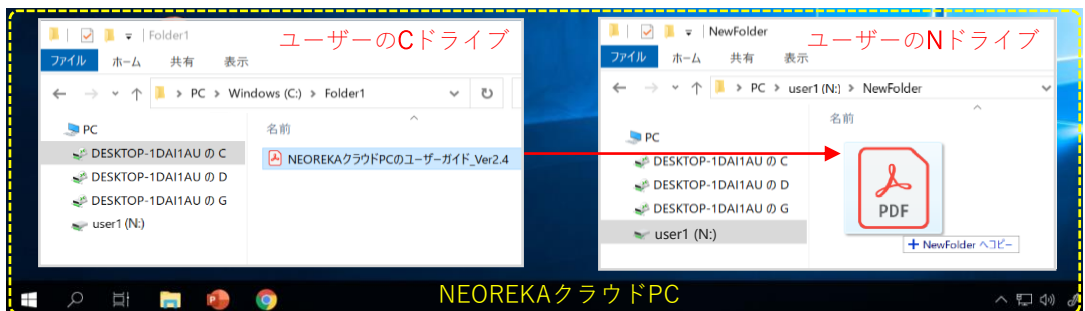 Folder1
ユーザーのCドライブ
ファイル ホーム 共有 表示
PC > Windows (C:) > Folder1
名前
PC
DESKTOP-1DAI1AU の C
DESKTOP-1DAI1AU の D
DESKTOP-1DAI1AU の G
user1 (N:)
NEOREKAクラウドPCのユーザーガイド_Ver2.4
NewFolder
ユーザーのNドライブ
ファイル ホーム 共有 表示
PC > user1 (N:) > NewFolder
名前
PC
DESKTOP-1DAI1AU の C
DESKTOP-1DAI1AU の D
DESKTOP-1DAI1AU の G
user1 (N:)
PDF
+ NewFolder へコピー
NEOREKAクラウドPC